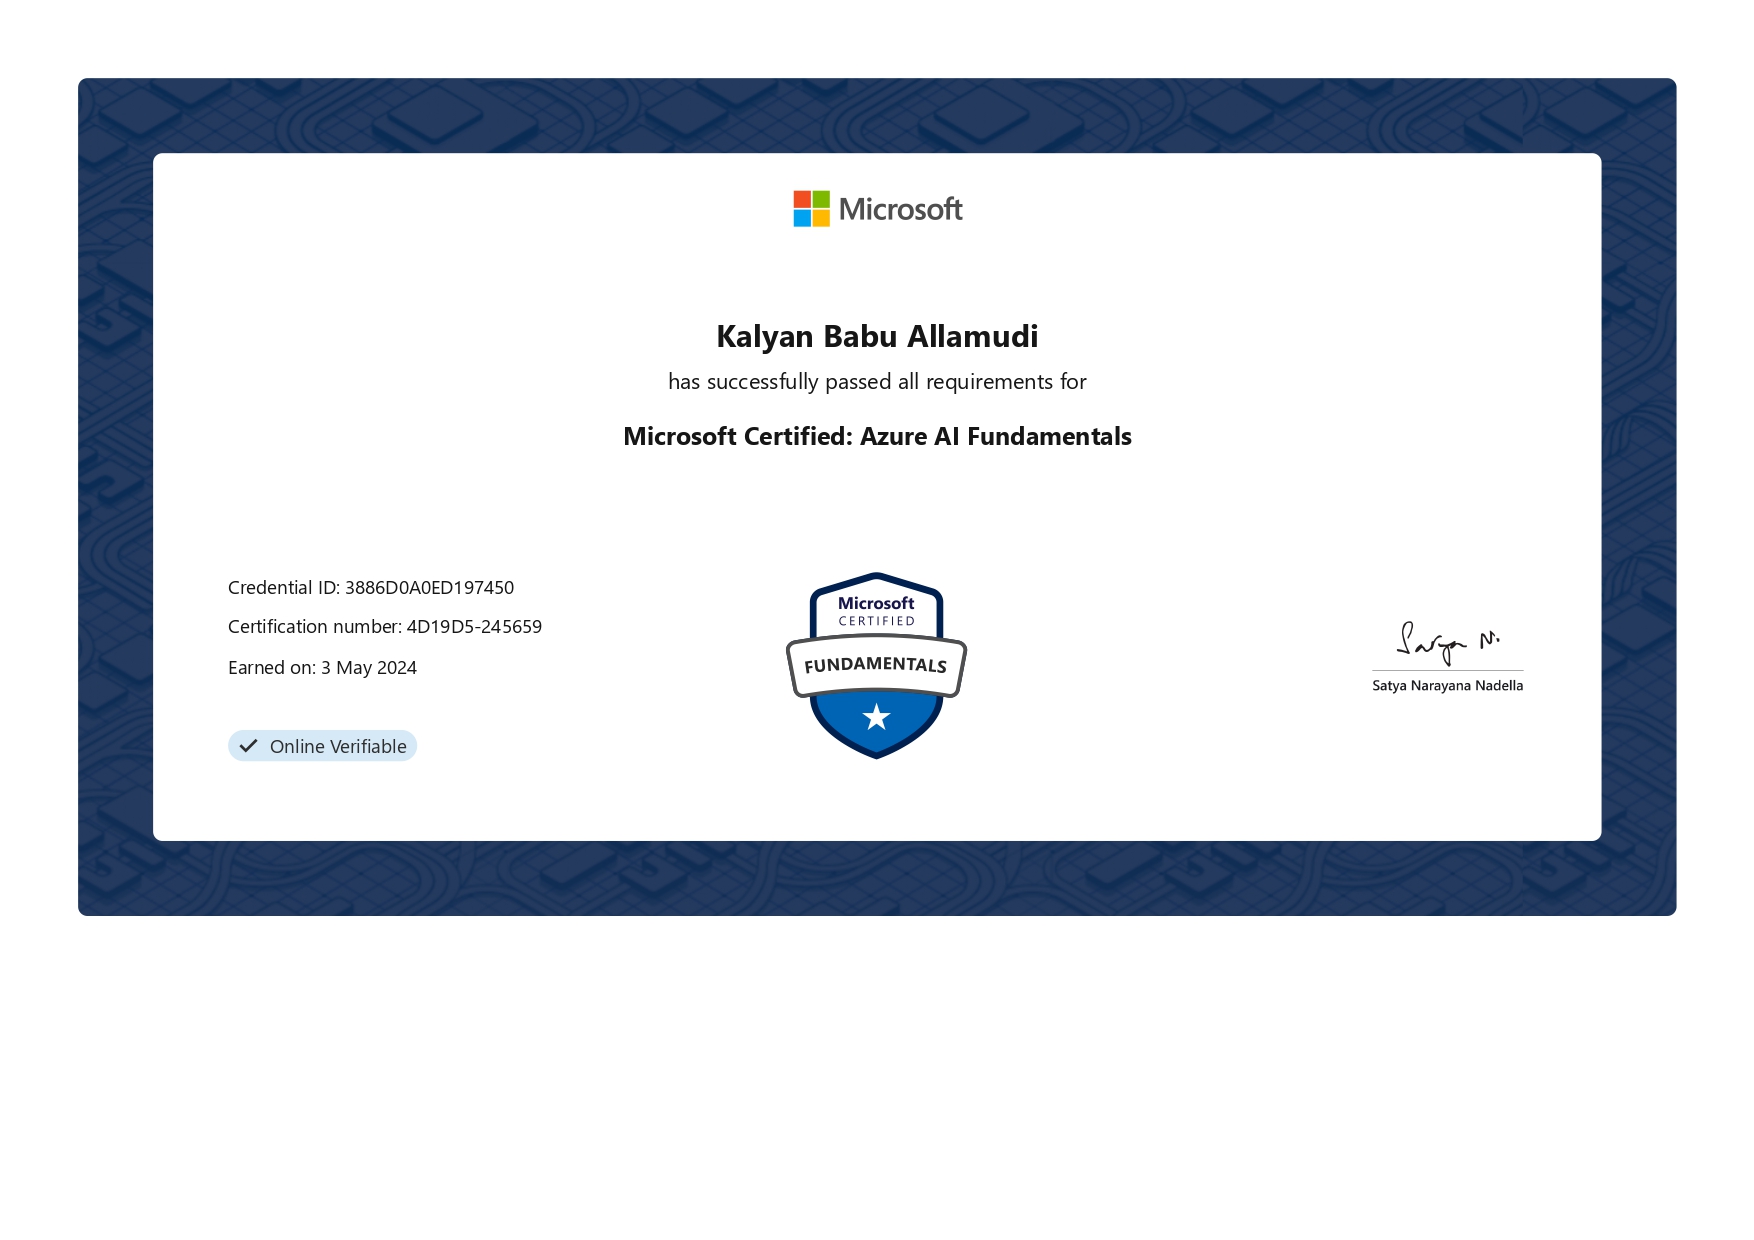 Microsoft
Kalyan Babu Allamudi
has successfully passed all requirements for
Microsoft Certified: Azure AI Fundamentals
Credential ID: 3886D0A0ED197450
Certification number: 4D19D5-245659
Earned on: 3 May 2024
Online Verifiable
Microsoft
CERTIFIED
FUNDAMENTALS
Satya N.
Satya Narayana Nadella